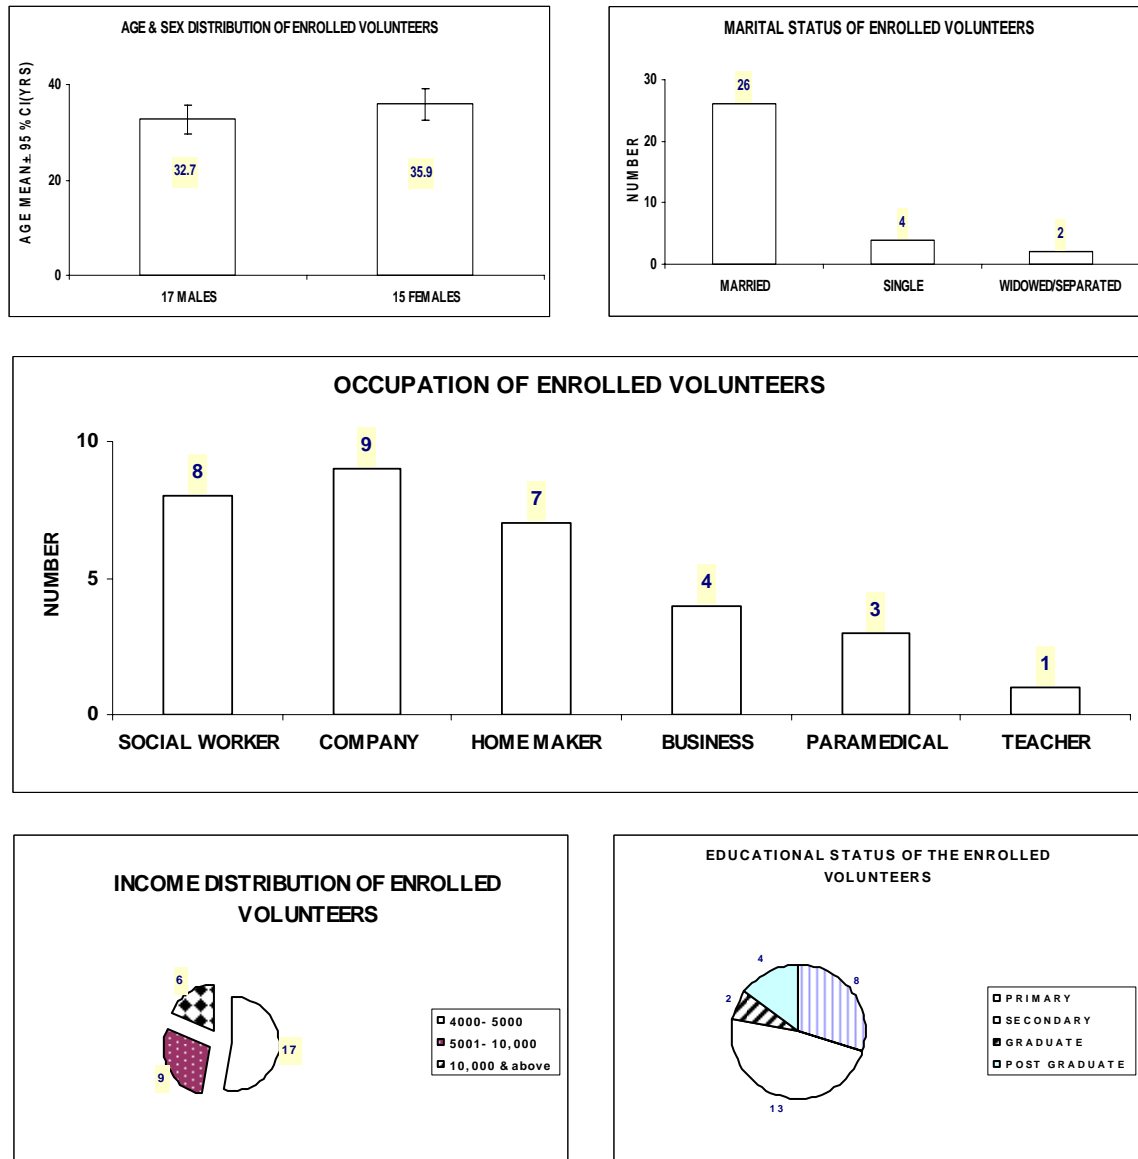 AGE & SEX DISTRIBUTION OF ENROLLED VOLUNTEERS
AGE MEAN± 95 % CI(YRS)
40
20
0
32.7
35.9
17 MALES
15 FEMALES
MARITAL STATUS OF ENROLLED VOLUNTEERS
NUMBER
30
20
10
0
26
4
2
MARRIED
SINGLE
WIDOWED/SEPARATED
OCCUPATION OF ENROLLED VOLUNTEERS
NUMBER
10
5
0
8
9
7
4
3
1
SOCIAL WORKER
COMPANY
HOME MAKER
BUSINESS
PARAMEDICAL
TEACHER
INCOME DISTRIBUTION OF ENROLLED
VOLUNTEERS
6
17
9
4000- 5000
5001- 10,000
10,000 & above
EDUCATIONAL STATUS OF THE ENROLLED
VOLUNTEERS
4
8
2
13
PRIMARY
SECONDARY
GRADUATE
POST GRADUATE